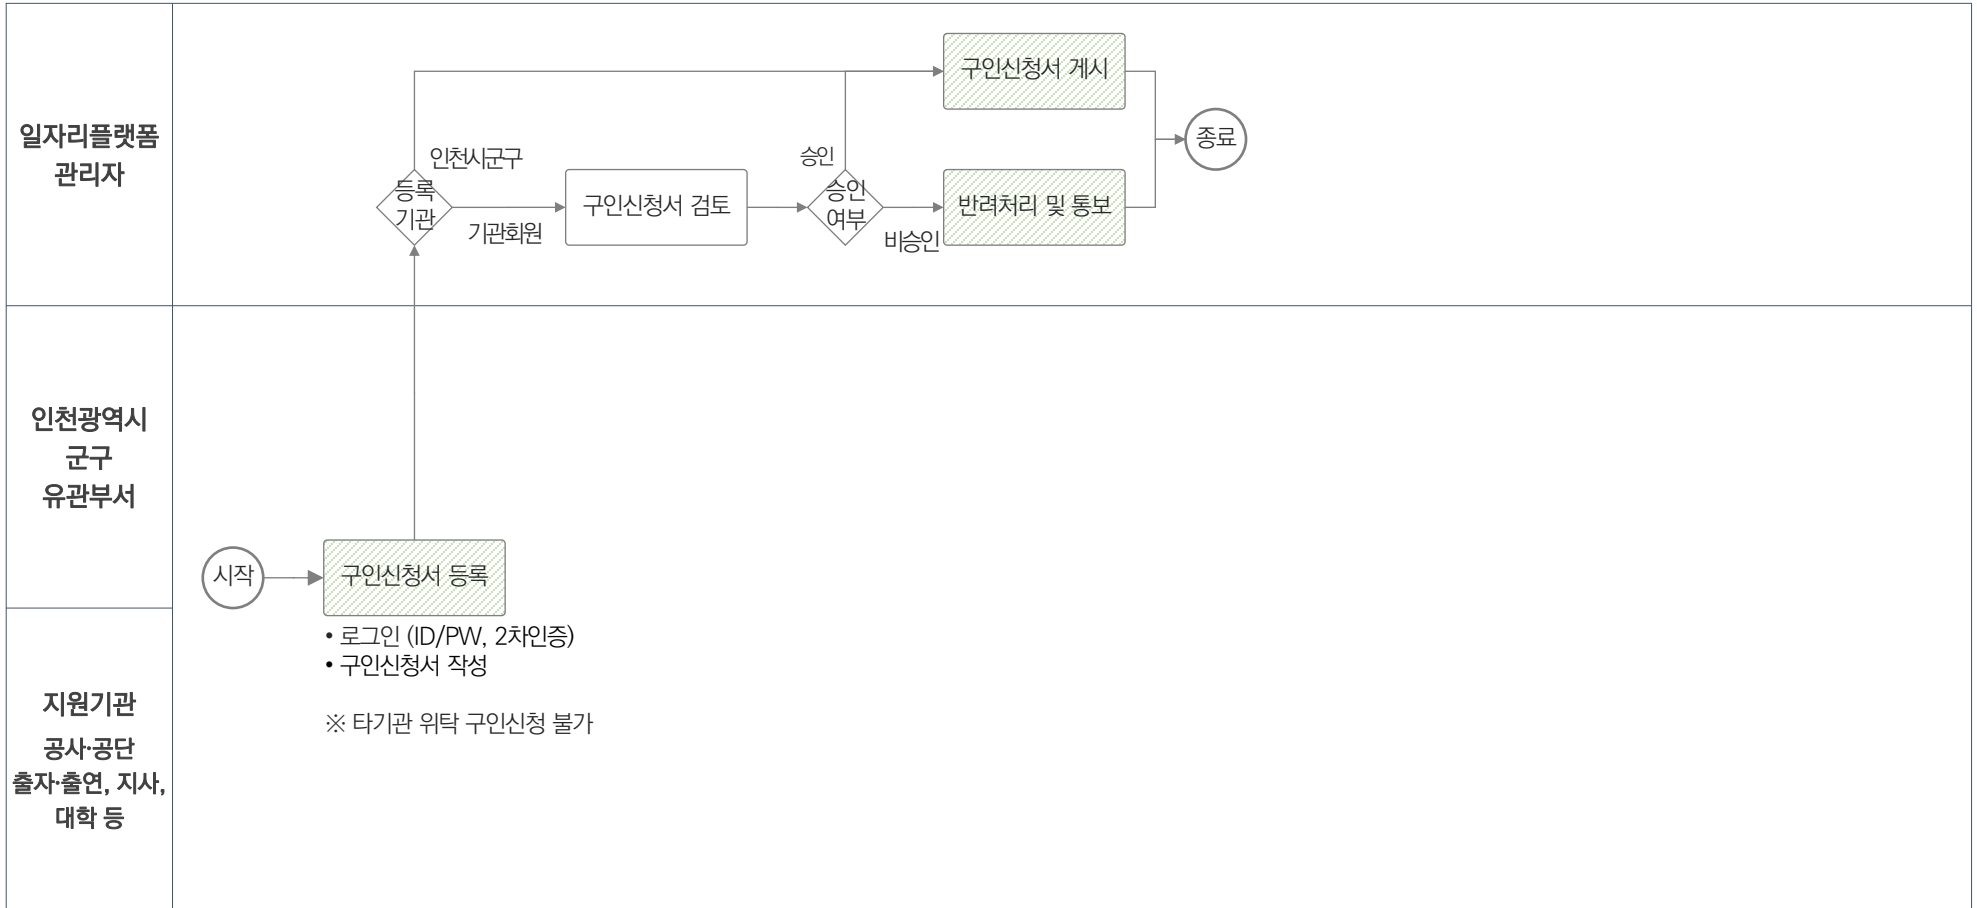 일자리플랫폼
관리자
구인신청서 게시
종료
인천시군구
승인
등록
기관
기관회원
구인신청서 검토
승인
여부
비승인
반려처리 및 통보
인천광역시
군구
유관부서
시작
구인신청서 등록
• 로그인 (ID/PW, 2차인증)
• 구인신청서 작성
※ 타기관 위탁 구인신청 불가
지원기관
공사·공단
출자·출연, 지사,
대학 등